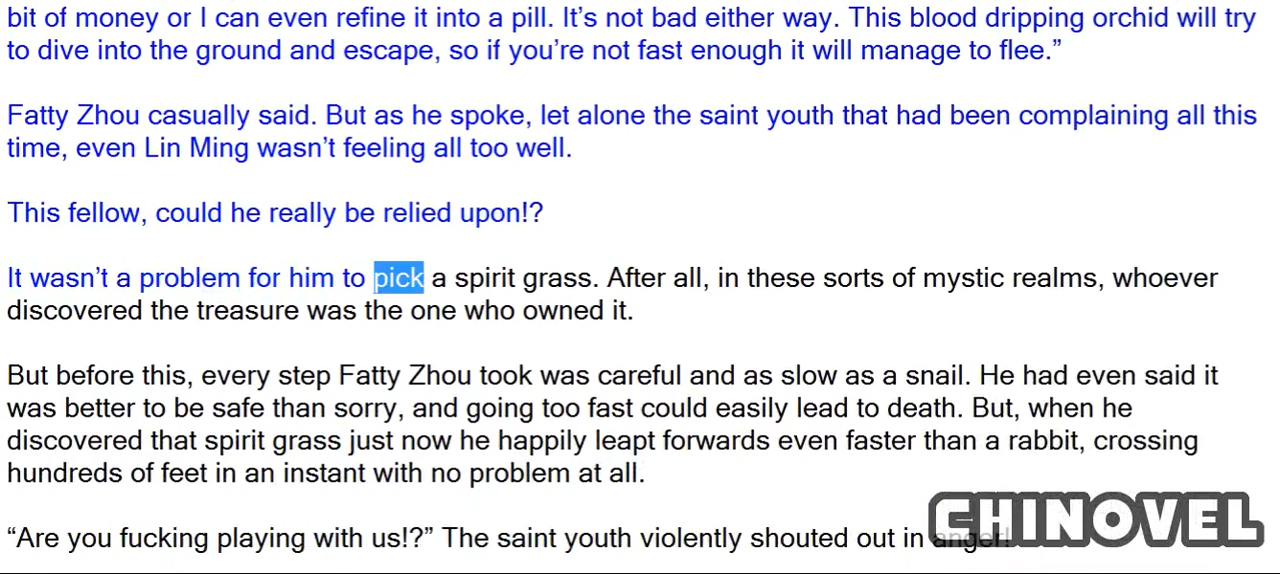 bit of money or I can even refine it into a pill. It’s not bad either way. This blood dripping orchid will try
to dive into the ground and escape, so if you’re not fast enough it will manage to flee.”
Fatty Zhou casually said. But as he spoke, let alone the saint youth that had been complaining all this
time, even Lin Ming wasn’t feeling all too well.
This fellow, could he really be relied upon!?
It wasn’t a problem for him to pick a spirit grass. After all, in these sorts of mystic realms, whoever
discovered the treasure was the one who owned it.
But before this, every step Fatty Zhou took was careful and as slow as a snail. He had even said it
was better to be safe than sorry, and going too fast could easily lead to death. But, when he
discovered that spirit grass just now he happily leapt forwards even faster than a rabbit, crossing
hundreds of feet in an instant with no problem at all.
“Are you fucking playing with us!?” The saint youth violently shouted out in anger!
CHINOVEL